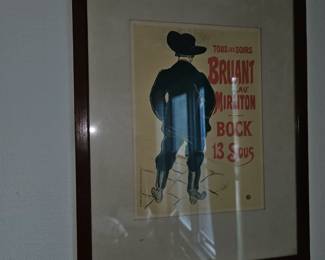 TOUS LES SOIRS
BRUANT
AU
MIRLITON
BOCK
13 Sous